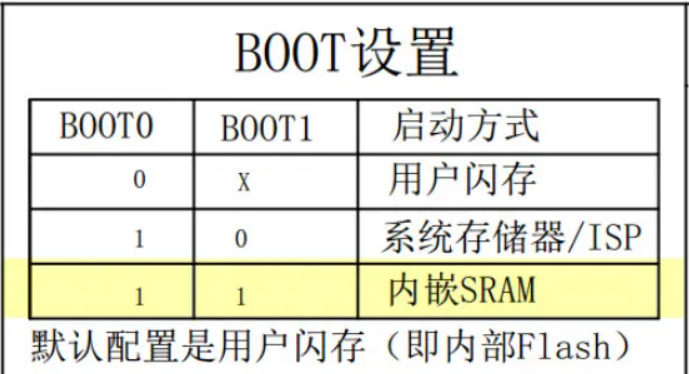 BOOT设置
BOOT0 BOOT1 启动方式
0 X 用户闪存
1 0 系统存储器/ISP
1 1 内嵌SRAM
默认配置是用户闪存（即内部Flash）